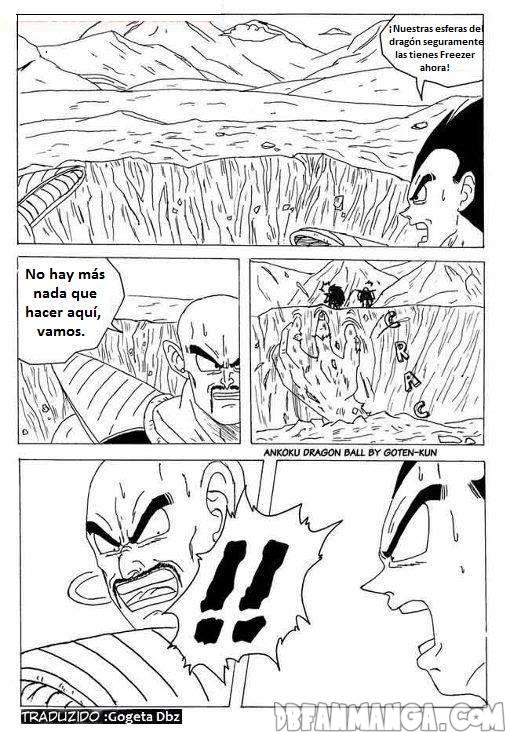 ¡Nuestras esferas del
dragón seguramente
las tienes Freezer
ahora!
No hay más
nada que
hacer aquí,
vamos.
CRAC
ANKOKU DRAGON BALL BY GOTEN-KUN
!!
TRADUZIDO :Gogeta Dbz
DBFANMANGA.COM